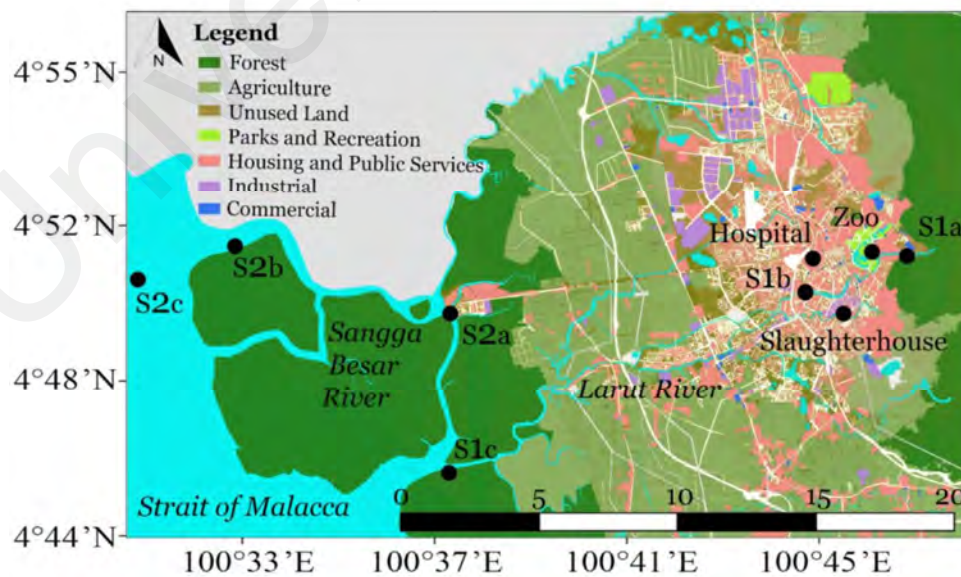 Unive
N
Legend
Forest
Agriculture
Unused Land
Parks and Recreation
Housing and Public Services
Industrial
Commercial
4°55'N
4°52'N
4°48'N
4°44'N
Zoo
S1a
Hospital
S1b
Slaughterhouse
S2b
S2c
S2a
Sangga
Besar
River
Larut River
S1c
Strait of Malacca
0
5
10
15
20
100°33'E
100°37'E
100°41'E
100°45'E